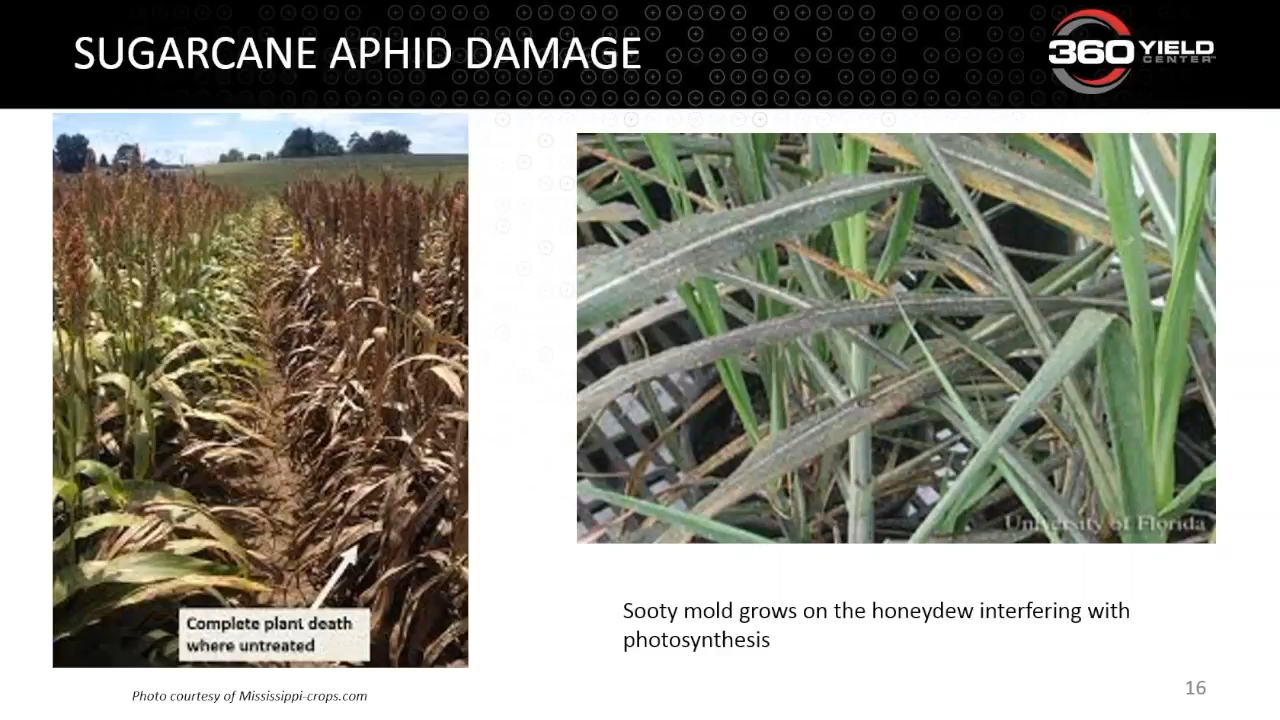 SUGARCANE APHID DAMAGE
360 YIELD
CENTER
Complete plant death
where untreated
University of Florida
Sooty mold grows on the honeydew interfering with
photosynthesis
Photo courtesy of Mississippi-crops.com
16